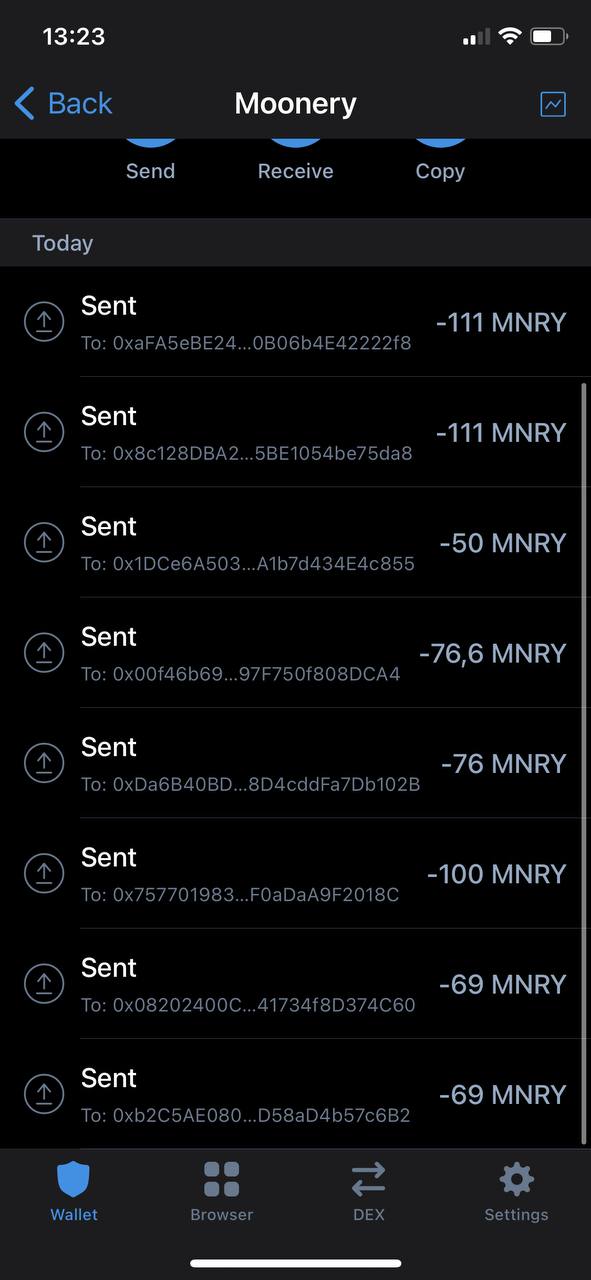 13:23
Back
Moonery
Send
Receive
Copy
Today
Sent
-111 MNRY
To: 0xaFA5eBE24...0B06b4E42222f8
Sent
-111 MNRY
To: 0x8c128DBA2...5BE1054be75da8
Sent
-50 MNRY
To: 0x1DCe6A503...A1b7d434E4c855
Sent
-76,6 MNRY
To: 0x00f46b69...97F750f808DCA4
Sent
-76 MNRY
To: 0xDa6B40BD...8D4cddFa7Db102B
Sent
-100 MNRY
To: 0x757701983...F0aDaA9F2018C
Sent
-69 MNRY
To: 0x08202400C...41734f8D374C60
Sent
-69 MNRY
To: 0xb2C5AE080...D58aD4b57c6B2
Wallet
Browser
DEX
Settings